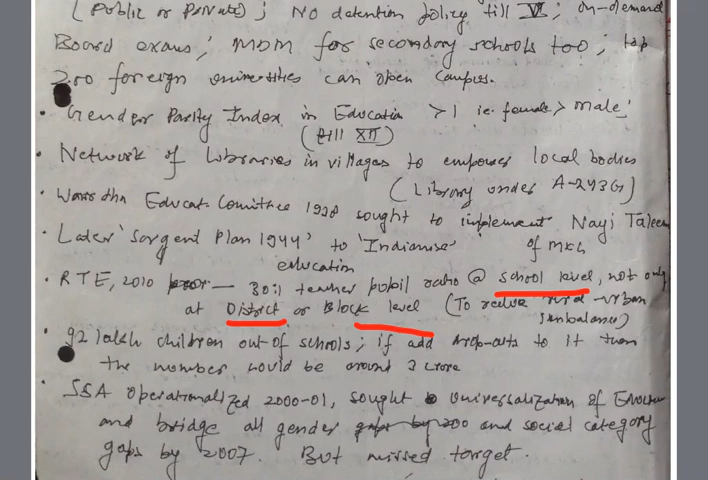 (Public or Private) ; No detention policy till VI ; on-demand
Board exams ; MDM for secondary schools too ; top
200 foreign universities can open campus.
• Gender Parity Index in Education >1 i.e. female > male
(till XII)
• Network of Libraries in villages to empower local bodies
(Library under A-243G)
• Wardha Educat. Comittee 1938 sought to implement Nayi Taleem
of MKG
• Later 'Sargent Plan 1944' to 'Indianise'
education
• RTE, 2010 — 30:1 teacher pupil ratio @ School level, not only
at District or Block level (To reduce rural-urban
imbalance)
• 92 lakh children out of schools ; if add drop-outs to it then
the number would be around 2 crore
• SSA operationalized 2000-01, sought universalization of
and bridge all gender gaps by 200 and social category
gaps by 2007. But missed target.